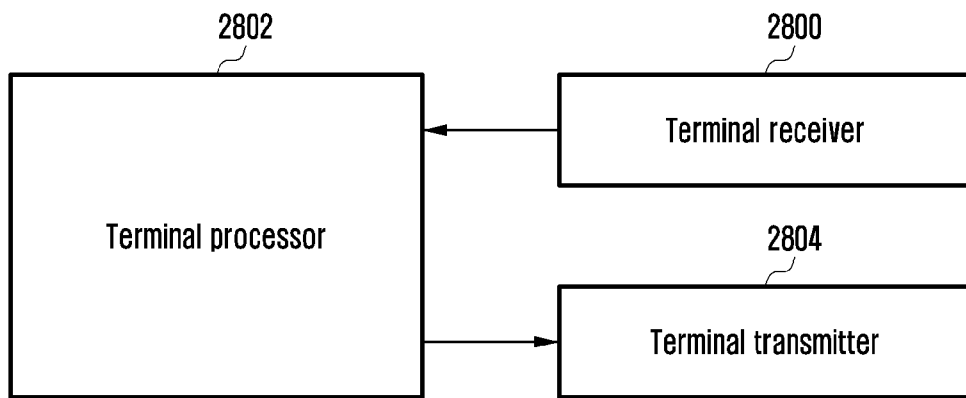 2802
2800
Terminal receiver
Terminal processor
2804
Terminal transmitter